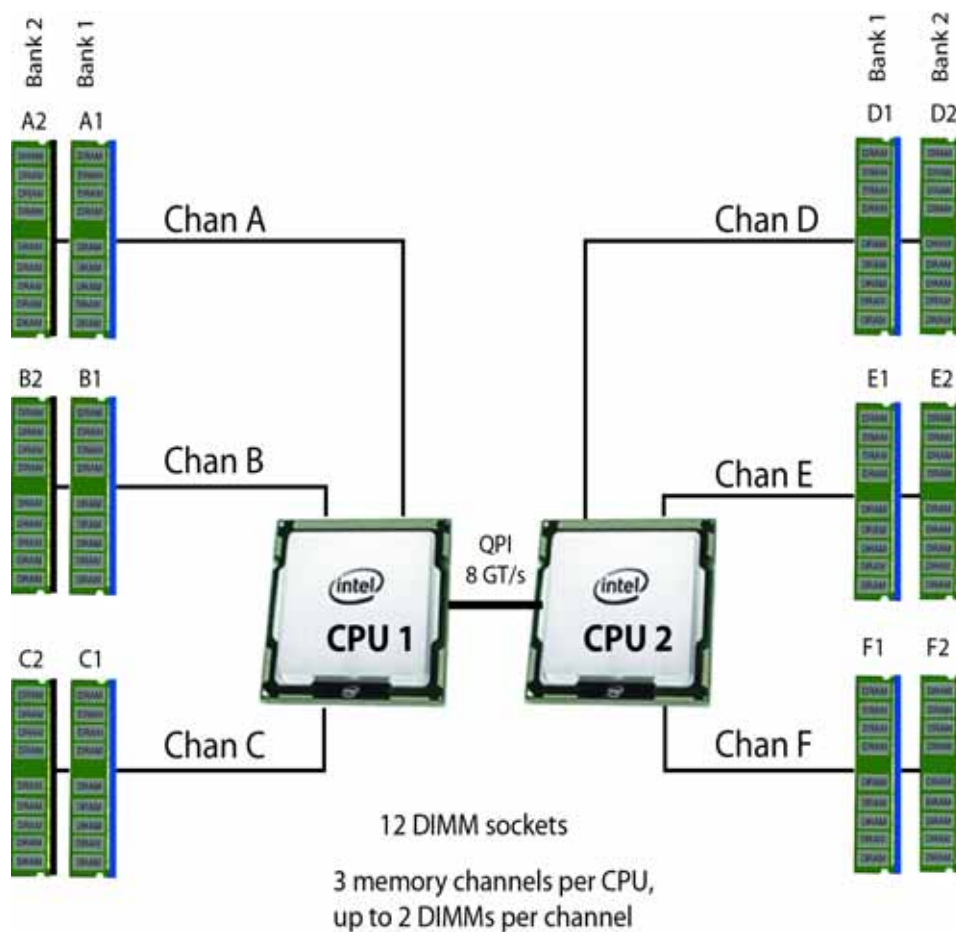 Bank 2
Bank 1
Bank 1
Bank 2
A2
A1
D1
D2
DRAM
Chan A
Chan D
B2
B1
E1
E2
Chan B
Chan E
QPI
8 GT/s
intel
CPU 1
intel
CPU 2
C2
C1
F1
F2
Chan C
Chan F
12 DIMM sockets
3 memory channels per CPU,
up to 2 DIMMs per channel